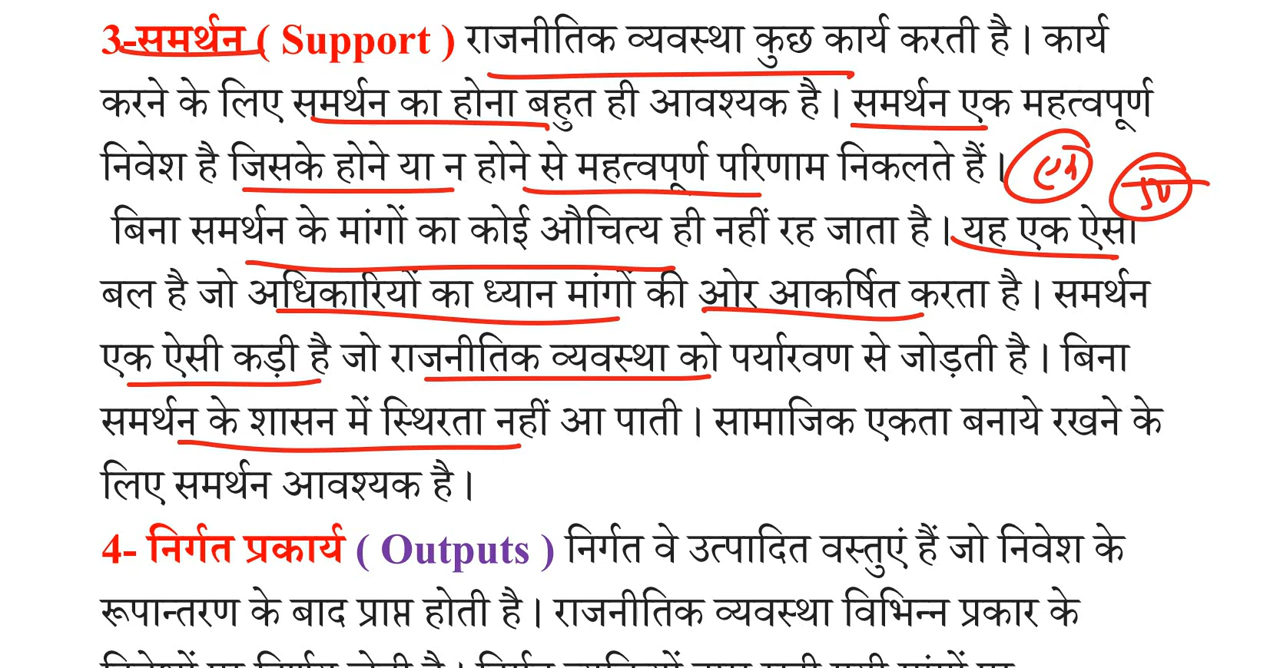 3-समर्थन ( Support ) राजनीतिक व्यवस्था कुछ कार्य करती है। कार्य
करने के लिए समर्थन का होना बहुत ही आवश्यक है। समर्थन एक महत्वपूर्ण
निवेश है जिसके होने या न होने से महत्वपूर्ण परिणाम निकलते हैं।
बिना समर्थन के मांगों का कोई औचित्य ही नहीं रह जाता है। यह एक ऐसा
बल है जो अधिकारियों का ध्यान मांगों की ओर आकर्षित करता है। समर्थन
एक ऐसी कड़ी है जो राजनीतिक व्यवस्था को पर्यारवण से जोड़ती है। बिना
समर्थन के शासन में स्थिरता नहीं आ पाती। सामाजिक एकता बनाये रखने के
लिए समर्थन आवश्यक है।
4- निर्गत प्रकार्य ( Outputs ) निर्गत वे उत्पादित वस्तुएं हैं जो निवेश के
रूपान्तरण के बाद प्राप्त होती है। राजनीतिक व्यवस्था विभिन्न प्रकार के